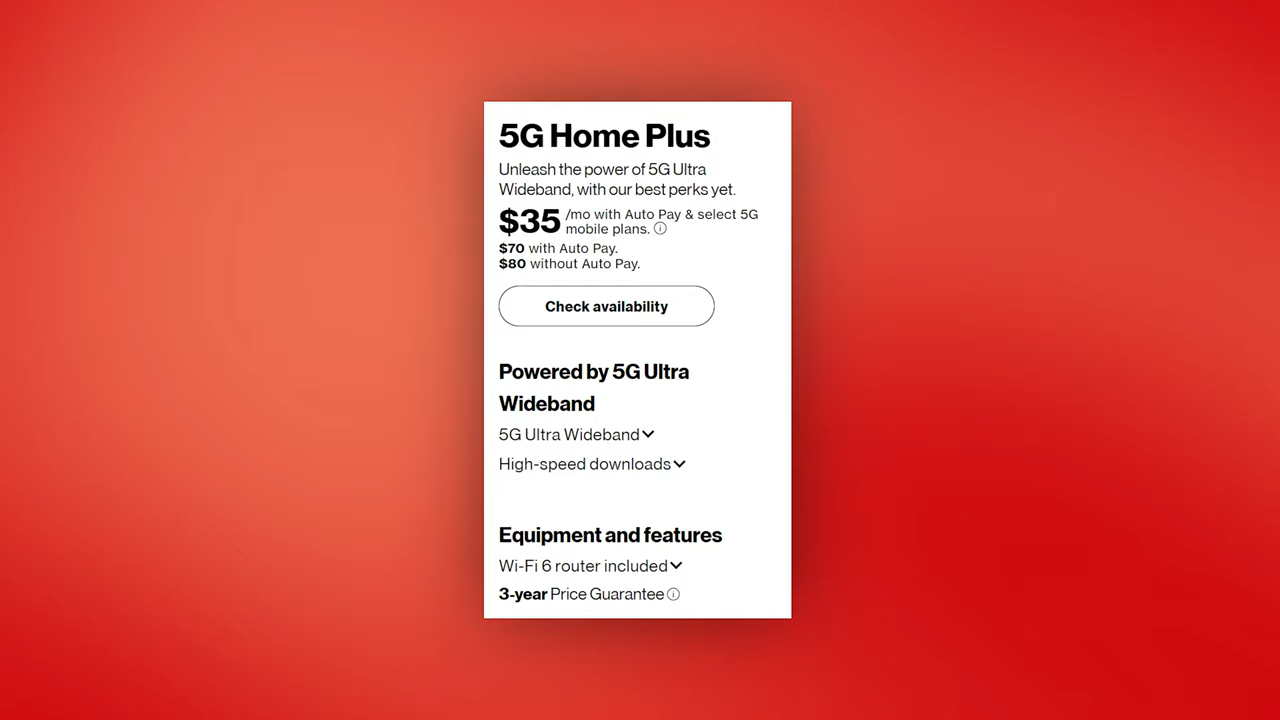 5G Home Plus
Unleash the power of 5G Ultra
Wideband, with our best perks yet.
$35 /mo with Auto Pay & select 5G
mobile plans. ⓘ
$70 with Auto Pay.
$80 without Auto Pay.
Check availability
Powered by 5G Ultra
Wideband
5G Ultra Wideband
High-speed downloads
Equipment and features
Wi-Fi 6 router included
3-year Price Guarantee ⓘ